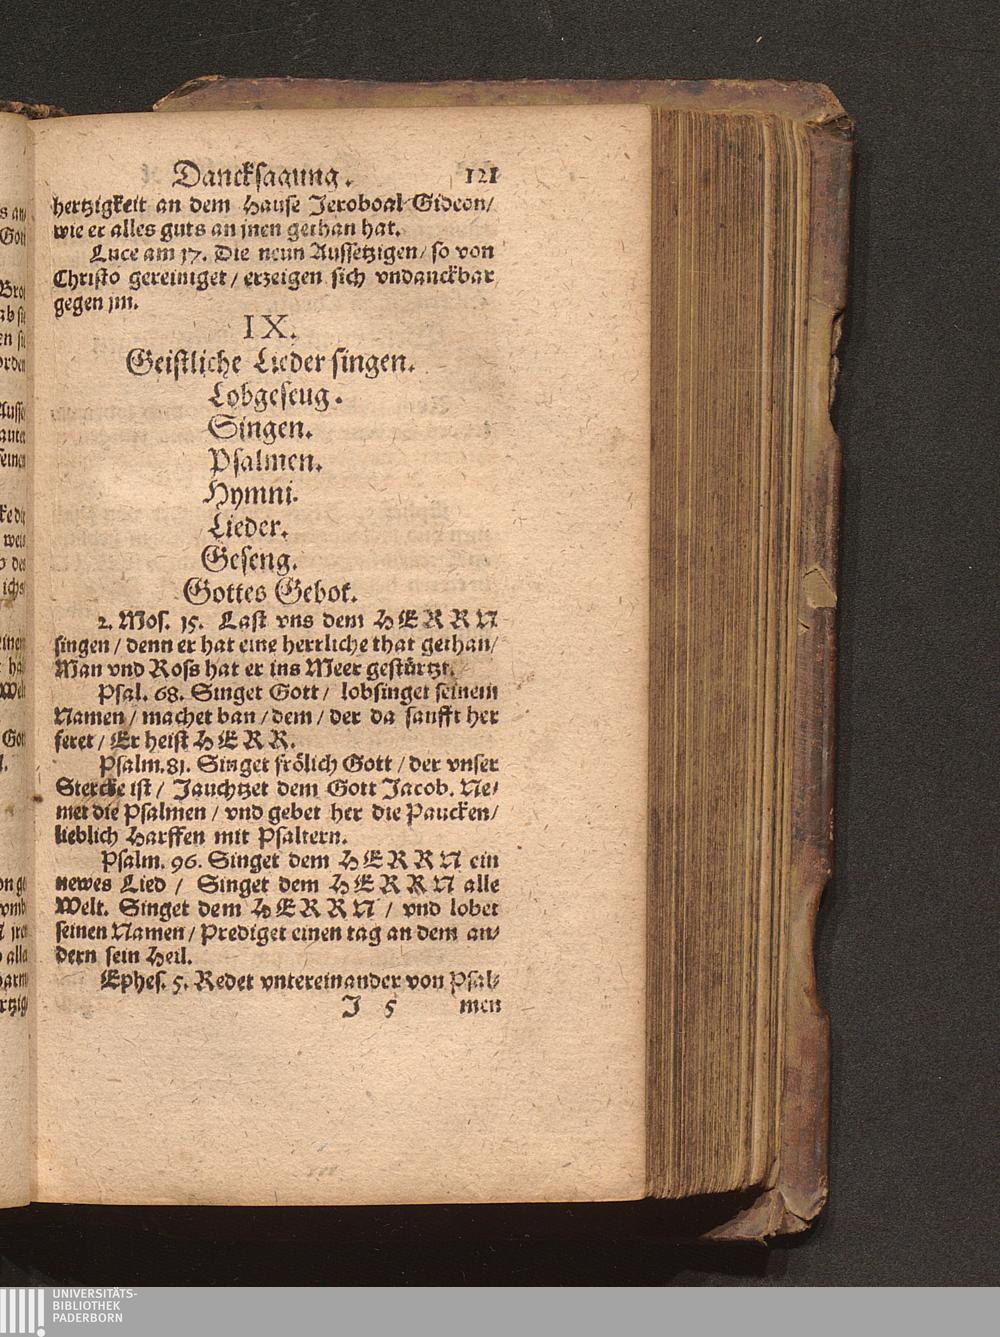 Dancksagung. 121
hertzigkeit an dem Hause Jeroboal Gideon/
wie er alles guts an jnen gethan hat.
Luce am 17. Die neun Aussetzigen/ so von
Christo gereiniget/ erzeigen sich vndanckbar
gegen jm.
IX.
Geistliche Lieder singen.
Lobgeseng.
Singen.
Psalmen.
Hymni.
Lieder.
Geseng.
Gottes Gebot.
2. Mos. 15. Last vns dem HERRN
singen/ denn er hat eine herrliche that gethan/
Man vnd Ross hat er ins Meer gestürtzt.
Psal. 68. Singet Gott/ lobsinget seinem
Namen/ machet ban/ dem/ der da sanfft her
feret/ Er heist HERR.
Psalm. 81. Singet frölich Gott/ der vnser
Stercke ist/ Jauchtzet dem Gott Jacob. Ne-
met die Psalmen/ vnd gebet her die Paucken/
lieblich Harffen mit Psaltern.
Psalm. 96. Singet dem HERRN ein
newes Lied/ Singet dem HERRN alle
Welt. Singet dem HERRN/ vnd lobet
seinen Namen/ Prediget einen tag an dem an-
dern sein Heil.
Ephes. 5. Redet vntereinander von Psal-
J 5 men
UNIVERSITÄTS-
BIBLIOTHEK
PADERBORN